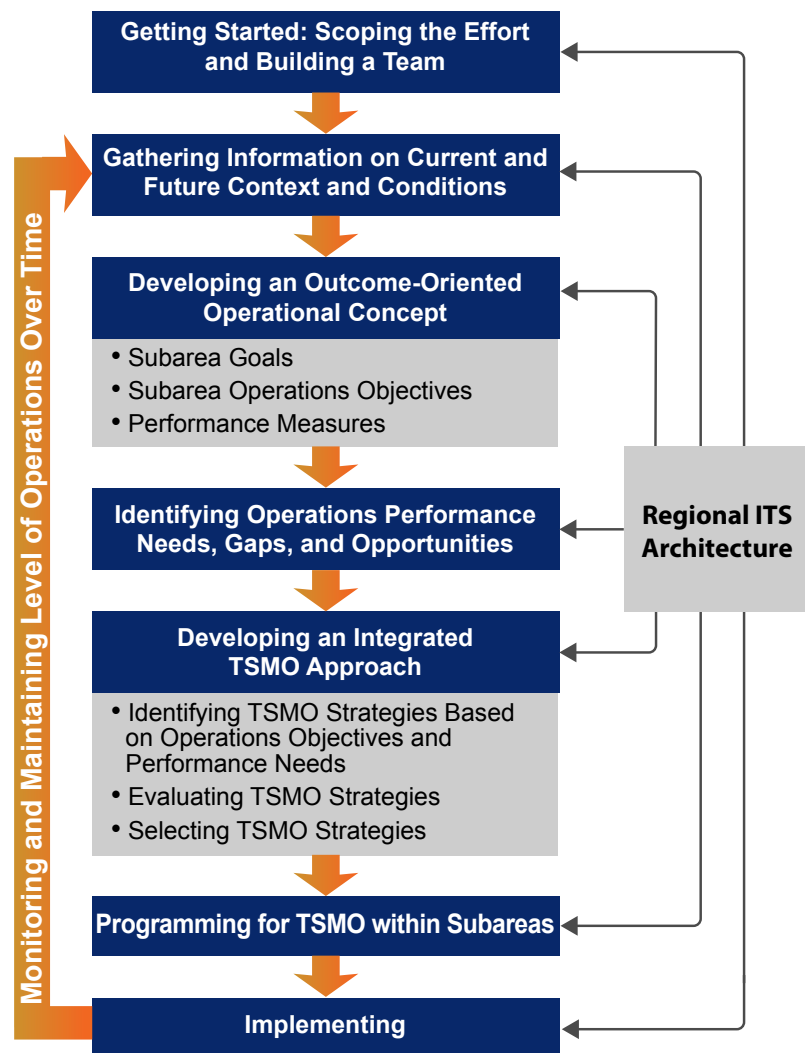 Getting Started: Scoping the Effort
and Building a Team
Gathering Information on Current and
Future Context and Conditions
Developing an Outcome-Oriented
Operational Concept
• Subarea Goals
• Subarea Operations Objectives
• Performance Measures
Identifying Operations Performance
Needs, Gaps, and Opportunities
Developing an Integrated
TSMO Approach
• Identifying TSMO Strategies Based
on Operations Objectives and
Performance Needs
• Evaluating TSMO Strategies
• Selecting TSMO Strategies
Programming for TSMO within Subareas
Implementing
Monitoring and Maintaining Level of Operations Over Time
Regional ITS
Architecture